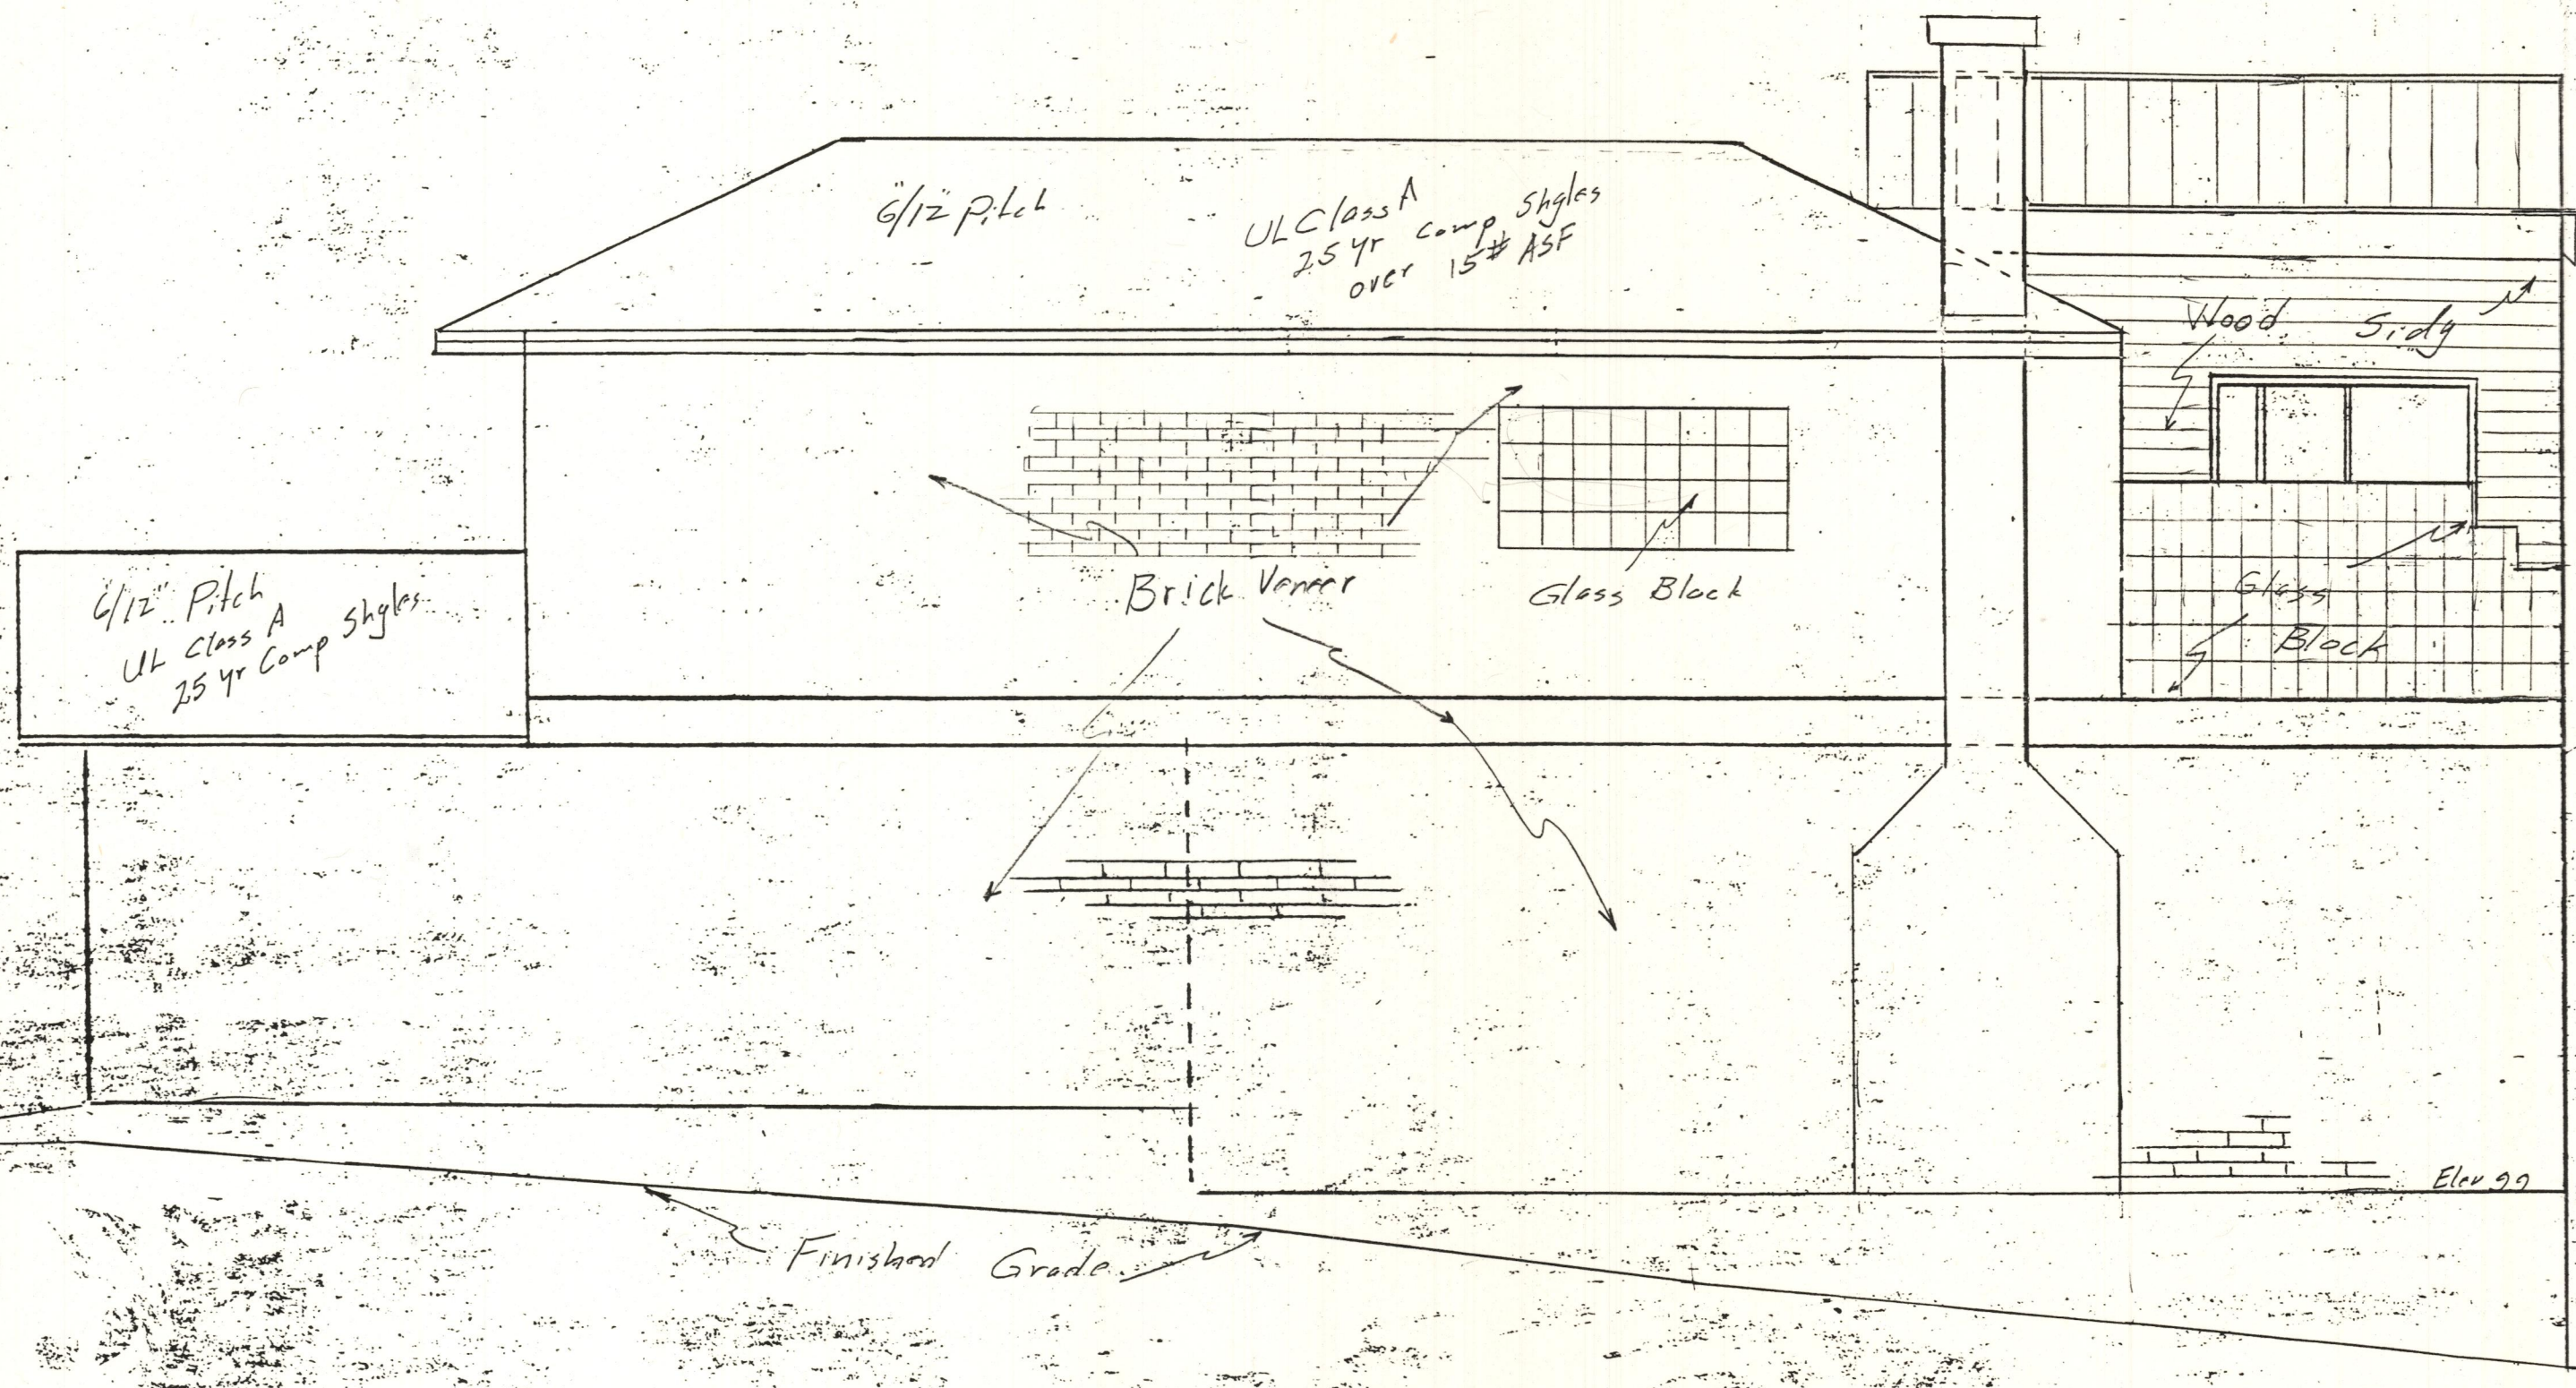 6/12" Pitch
UL Class A
25 yr Comp Shgles
over 15# ASF
Wood Sidg
6/12" Pitch
UL Class A
25 yr Comp Shgles
Brick Veneer
Glass Block
Glass
Block
Elev 99
Finished Grade